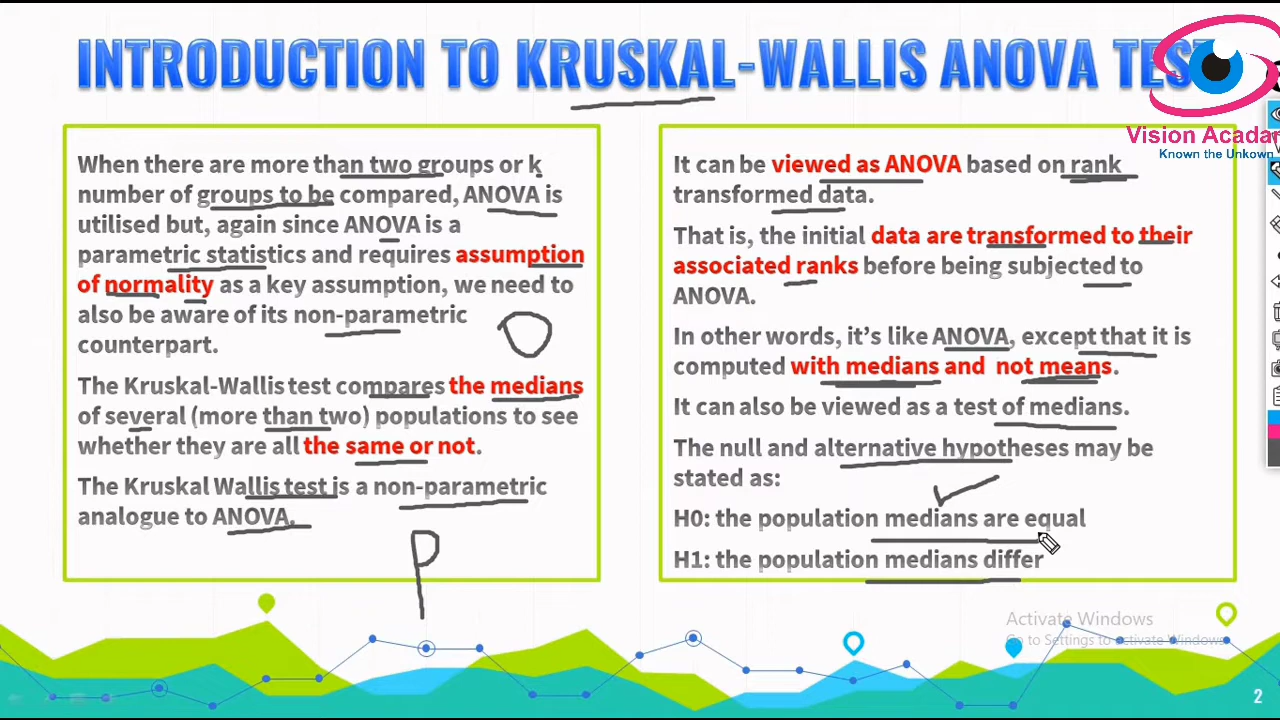 INTRODUCTION TO KRUSKAL-WALLIS ANOVA TEST
Vision Acadam
Known the Unkown
When there are more than two groups or k
number of groups to be compared, ANOVA is
utilised but, again since ANOVA is a
parametric statistics and requires assumption
of normality as a key assumption, we need to
also be aware of its non-parametric
counterpart.
The Kruskal-Wallis test compares the medians
of several (more than two) populations to see
whether they are all the same or not.
The Kruskal Wallis test is a non-parametric
analogue to ANOVA.
P
It can be viewed as ANOVA based on rank
transformed data.
That is, the initial data are transformed to their
associated ranks before being subjected to
ANOVA.
In other words, it's like ANOVA, except that it is
computed with medians and not means.
It can also be viewed as a test of medians.
The null and alternative hypotheses may be
stated as:
H0: the population medians are equal
H1: the population medians differ
Activate Windows
Go to Settings to activate Windows.
2